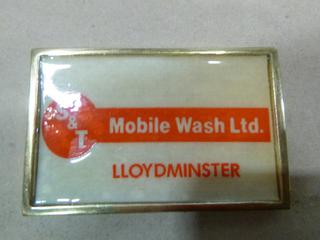 S&T
Mobile Wash Ltd.
LLOYDMINSTER